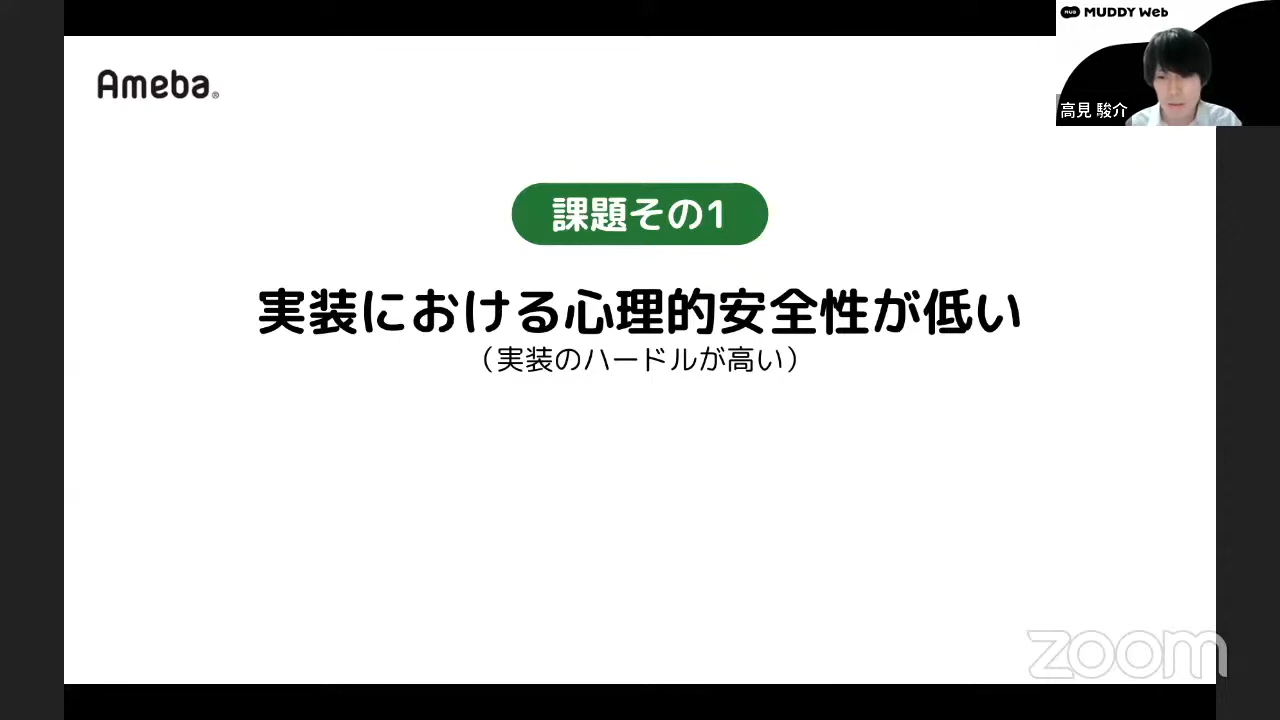 MUDDY Web
高見 駿介
Ameba®
課題その1
実装における心理的安全性が低い
（実装のハードルが高い）
zoom